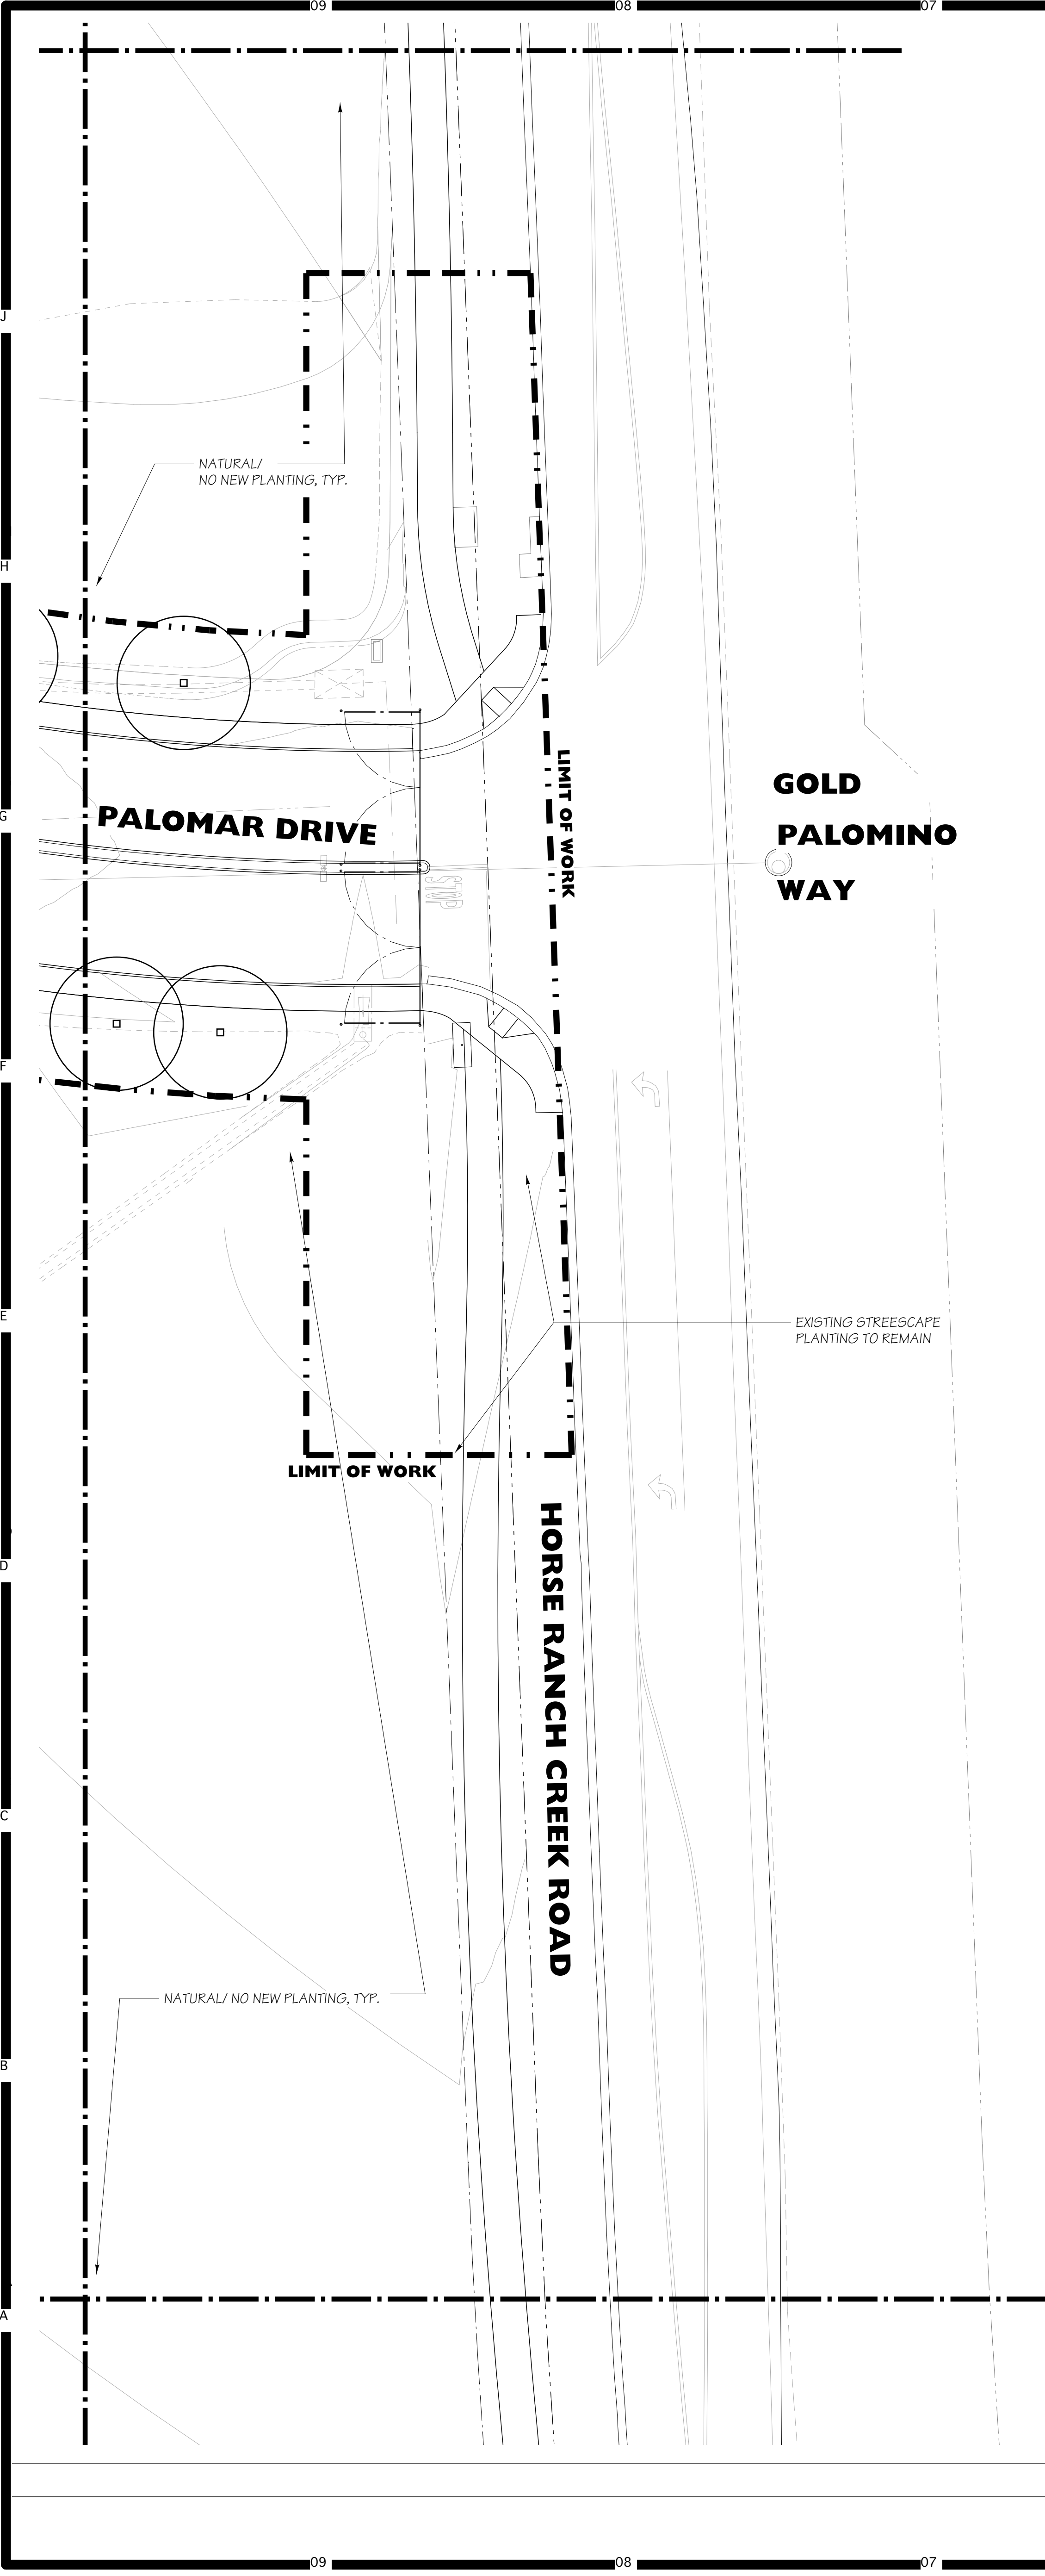 09
08
07
J
NATURAL/
NO NEW PLANTING, TYP.
H
LIMIT OF WORK
GOLD
PALOMINO
WAY
G
PALOMAR DRIVE
STOP
F
E
EXISTING STREESCAPE
PLANTING TO REMAIN
LIMIT OF WORK
HORSE RANCH CREEK ROAD
D
C
NATURAL/ NO NEW PLANTING, TYP.
B
A
09
08
07